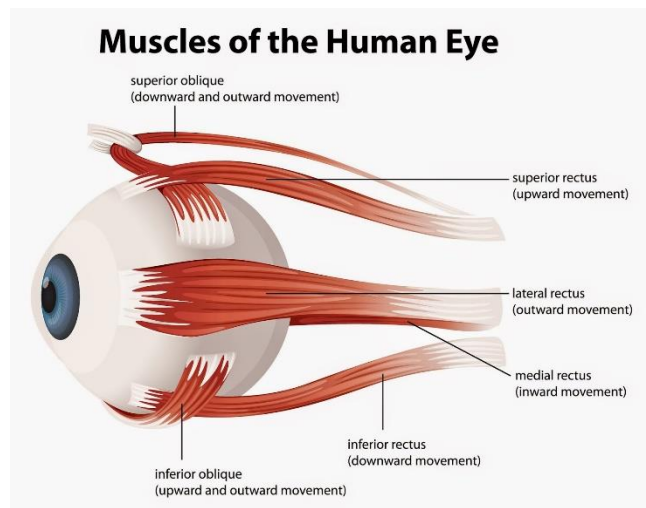 Muscles of the Human Eye
superior oblique
(downward and outward movement)
superior rectus
(upward movement)
lateral rectus
(outward movement)
medial rectus
(inward movement)
inferior rectus
(downward movement)
inferior oblique
(upward and outward movement)